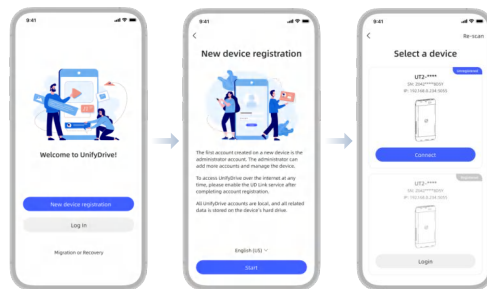 9:41
Welcome to UnifyDrive!
New device registration
Log In
Migration or Recovery
9:41
New device registration
The first account created on a new device is the
administrator account. The administrator can
add more accounts and manage the device.
To access UnifyDrive over the internet at any
time, please enable the UD Link service after
completing account registration.
All UnifyDrive accounts are local, and all related
data is stored on the device's hard drive.
English (US)
Start
9:41
Re-scan
Select a device
UT2-****
Connect
UT2-****
Login